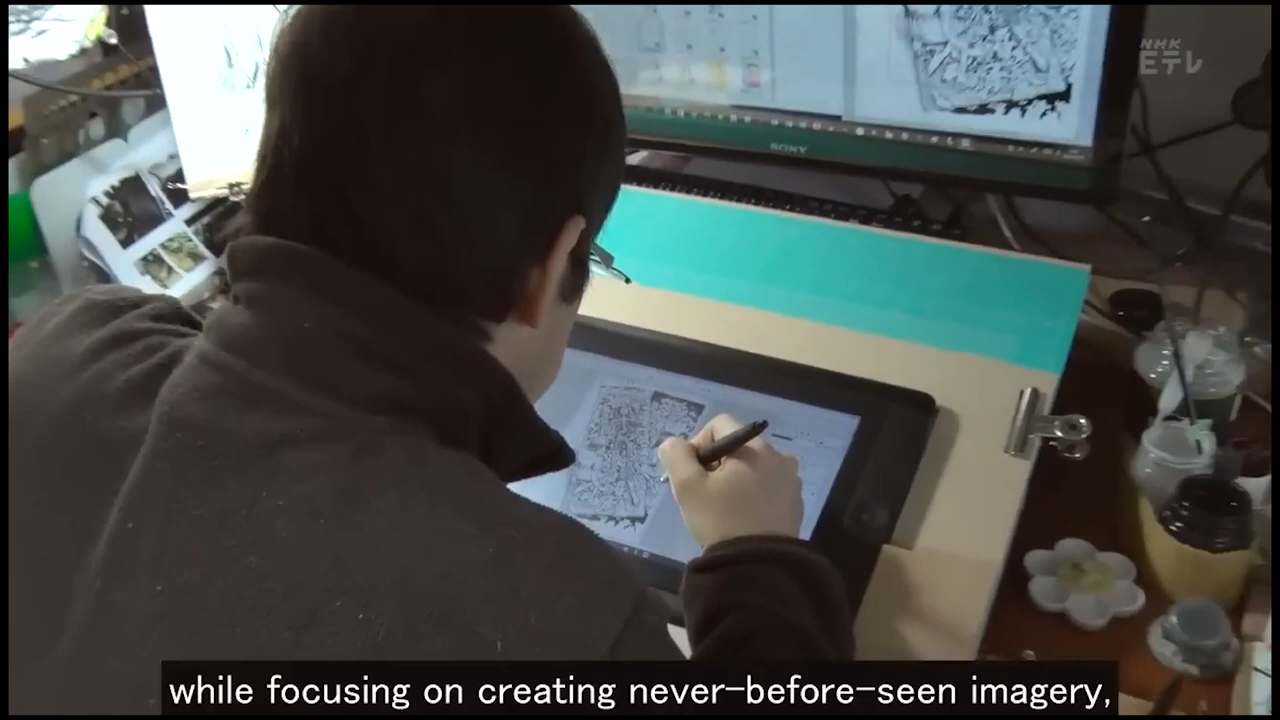 NHK
Eテレ
SONY
while focusing on creating never-before-seen imagery,